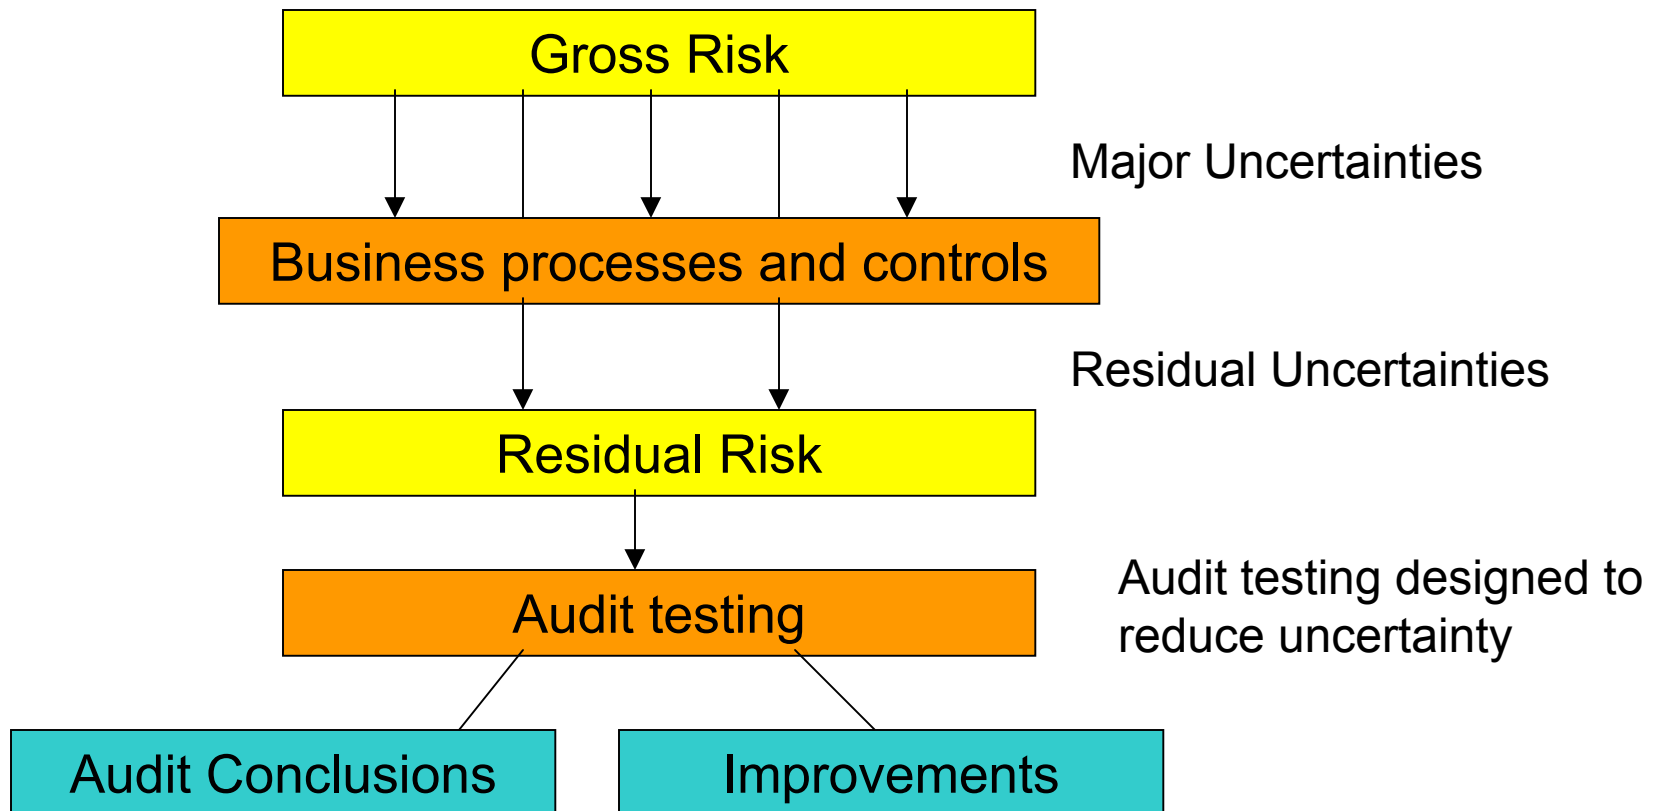 Gross Risk
Major Uncertainties
Business processes and controls
Residual Uncertainties
Residual Risk
Audit testing
Audit testing designed to
reduce uncertainty
Audit Conclusions
Improvements